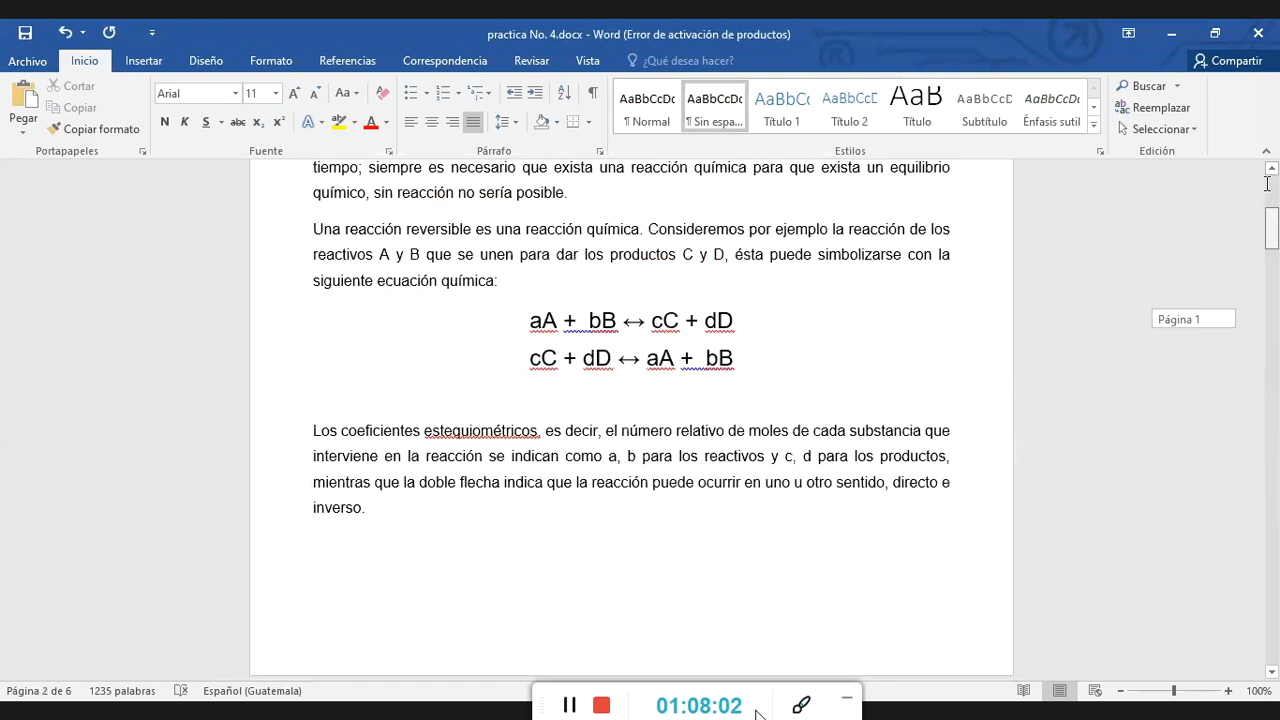 practica No. 4.docx - Word (Error de activación de productos)
Archivo Inicio Insertar Diseño Formato Referencias Correspondencia Revisar Vista ¿Qué desea hacer? Compartir
Pegar
Cortar
Copiar
Copiar formato
Portapapeles
Arial 11
N K S abc x₂ x² A A
Fuente
Párrafo
AaBbCcDc AaBbCcDc AaBbCc AaBbCcC AaB AaBbCcD AaBbCcDc
¶ Normal ¶ Sin espa... Título 1 Título 2 Título Subtítulo Énfasis sutil
Estilos
Buscar
Reemplazar
Seleccionar
Edición
tiempo; siempre es necesario que exista una reacción química para que exista un equilibrio
químico, sin reacción no sería posible.
Una reacción reversible es una reacción química. Consideremos por ejemplo la reacción de los
reactivos A y B que se unen para dar los productos C y D, ésta puede simbolizarse con la
siguiente ecuación química:
aA + bB ↔ cC + dD
cC + dD ↔ aA + bB
Los coeficientes estequiométricos, es decir, el número relativo de moles de cada substancia que
interviene en la reacción se indican como a, b para los reactivos y c, d para los productos,
mientras que la doble flecha indica que la reacción puede ocurrir en uno u otro sentido, directo e
inverso.
Página 1
Página 2 de 6 1235 palabras Español (Guatemala) 100%
01:08:02